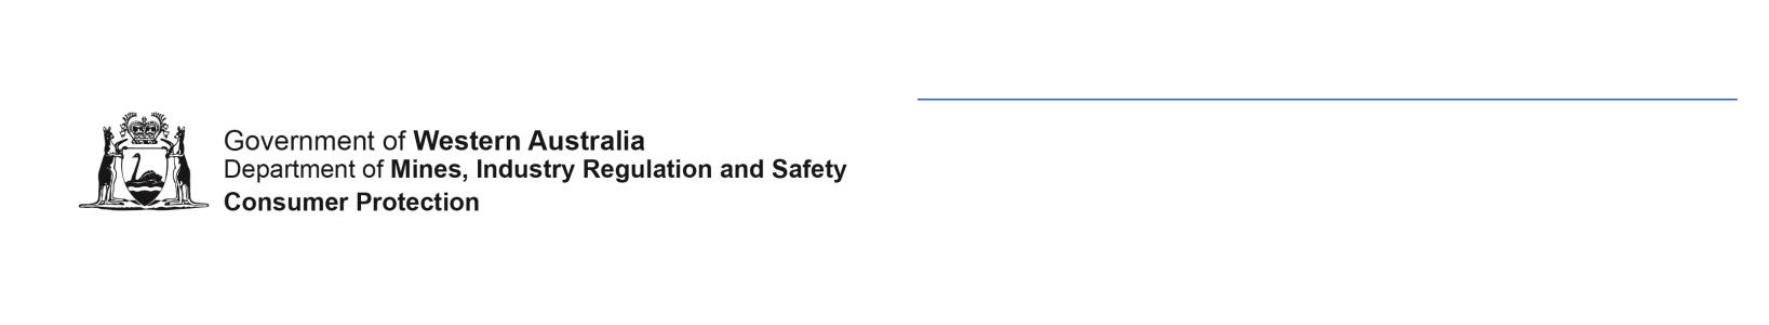 Government of Western Australia
Department of Mines, Industry Regulation and Safety
Consumer Protection